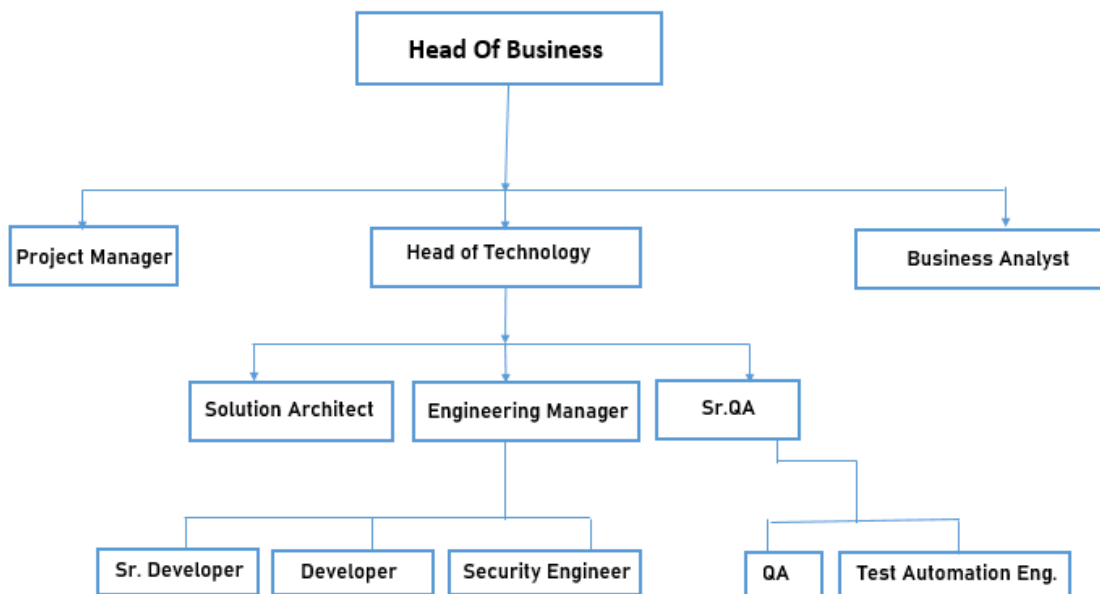 Head Of Business
Project Manager
Head of Technology
Business Analyst
Solution Architect
Engineering Manager
Sr.QA
Sr. Developer
Developer
Security Engineer
QA
Test Automation Eng.